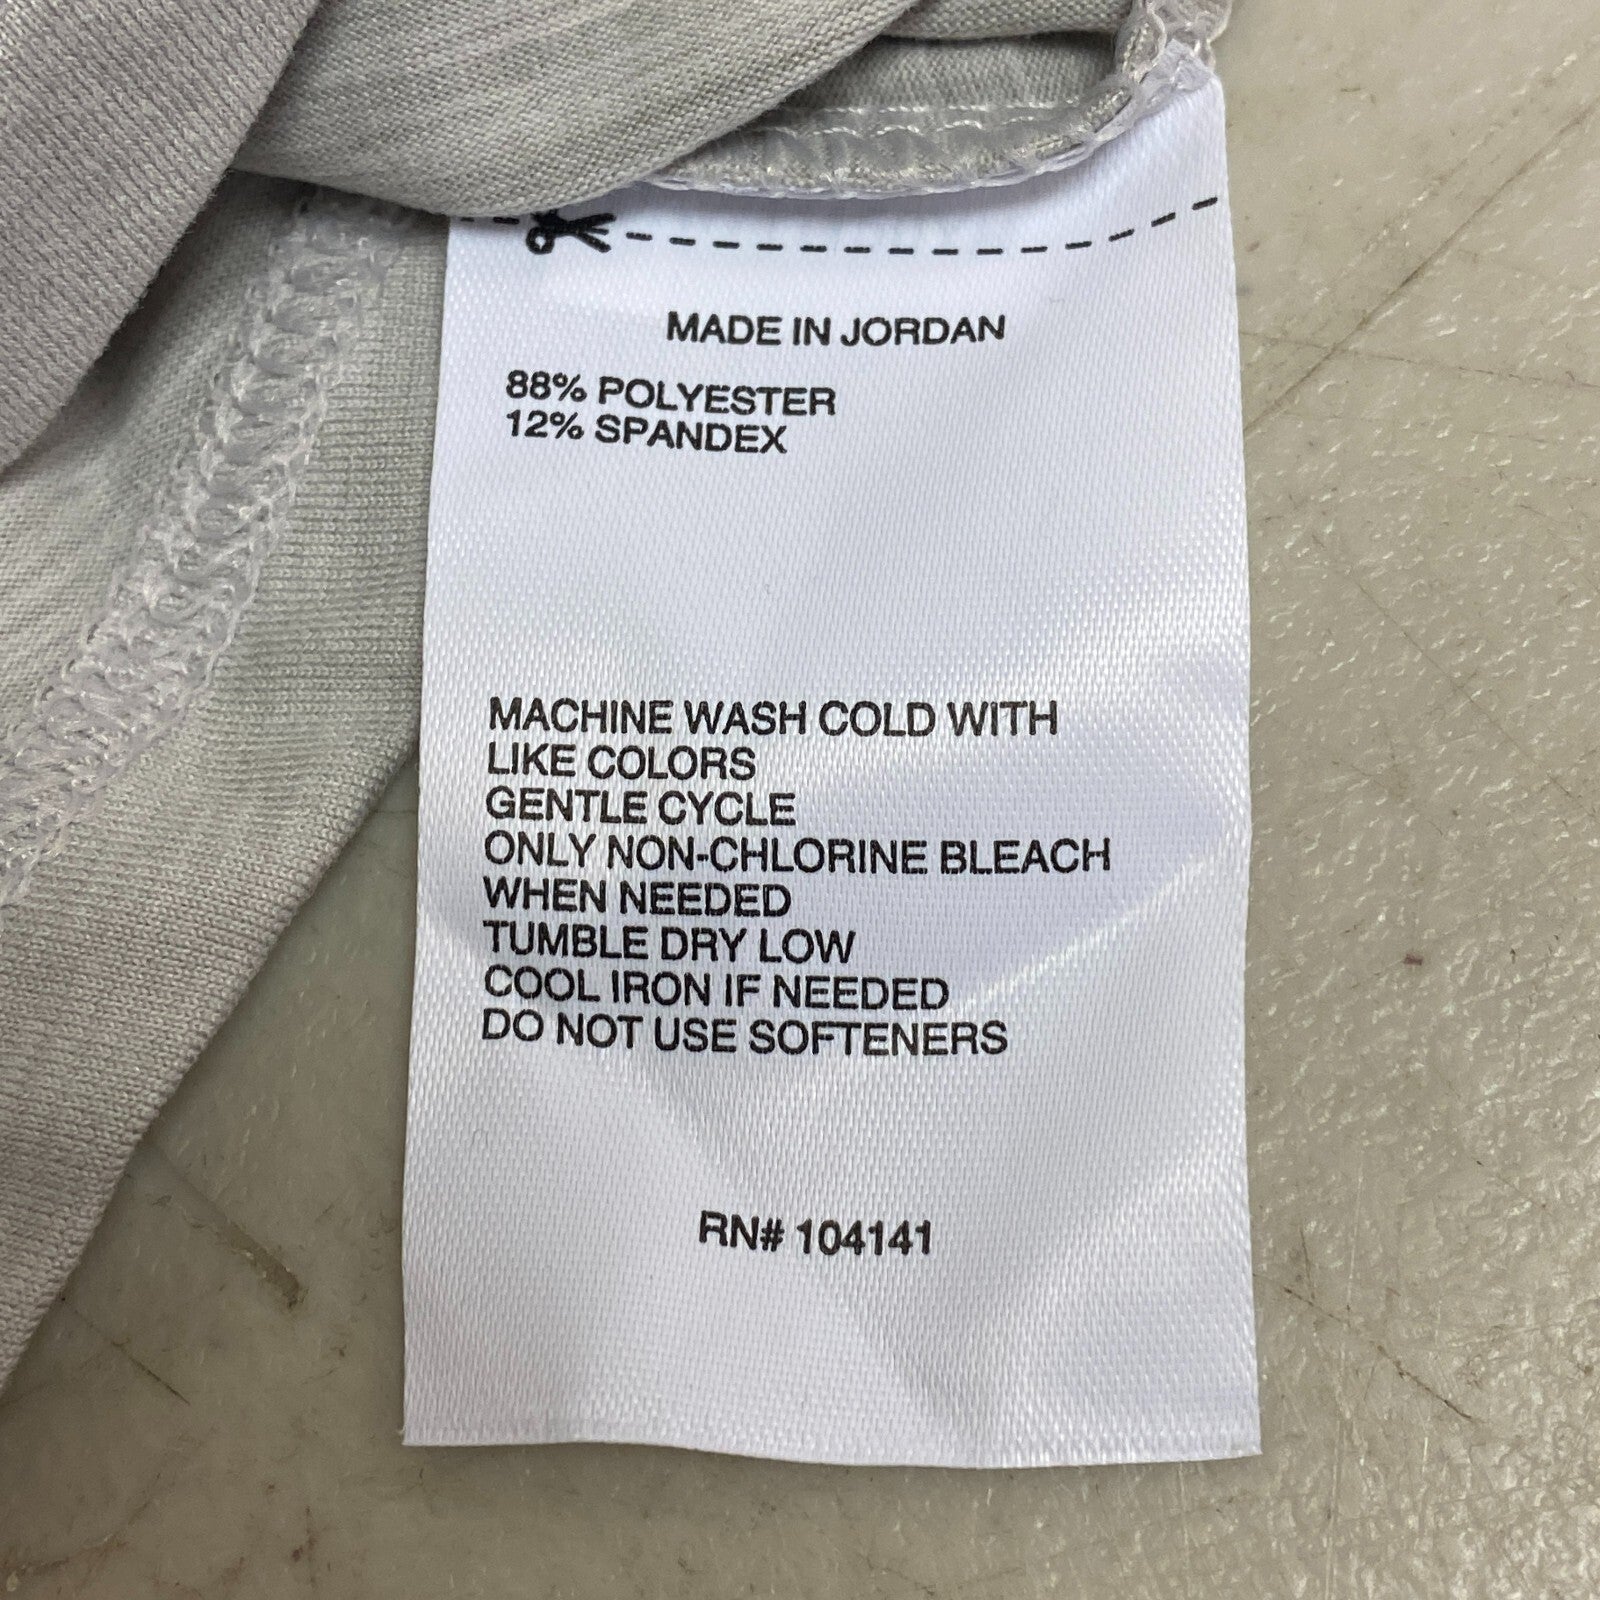 MADE IN JORDAN
88% POLYESTER
12% SPANDEX
MACHINE WASH COLD WITH
LIKE COLORS
GENTLE CYCLE
ONLY NON-CHLORINE BLEACH
WHEN NEEDED
TUMBLE DRY LOW
COOL IRON IF NEEDED
DO NOT USE SOFTENERS
RN# 104141